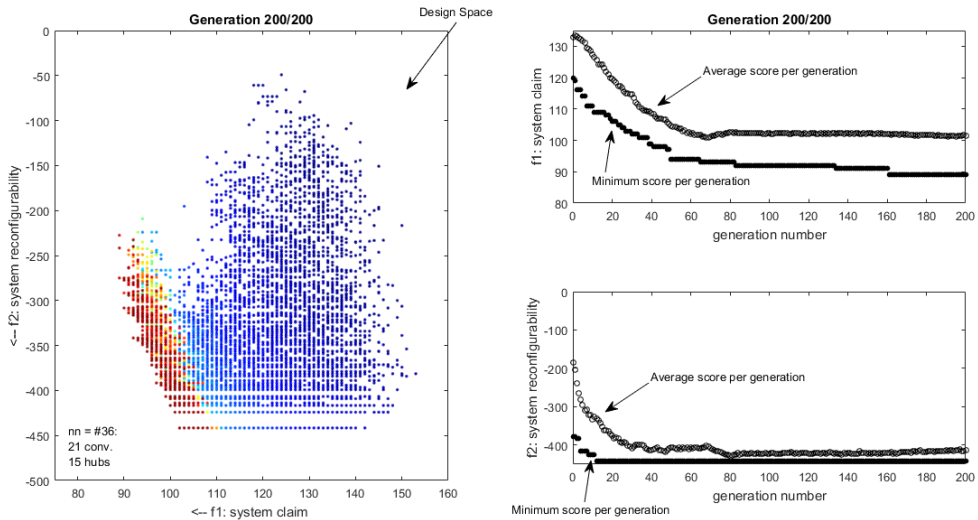 Generation 200/200
Design Space
0
-50
-100
-150
-200
-250
-300
-350
-400
-450
-500
<-- f2: system reconfigurability
nn = #36:
21 conv.
15 hubs
80 90 100 110 120 130 140 150 160
<-- f1: system claim
Generation 200/200
130
120
110
100
90
80
f1: system claim
Average score per generation
Minimum score per generation
0 20 40 60 80 100 120 140 160 180 200
generation number
0
-100
-200
-300
-400
f2: system reconfigurability
Average score per generation
0 20 40 60 80 100 120 140 160 180 200
generation number
Minimum score per generation